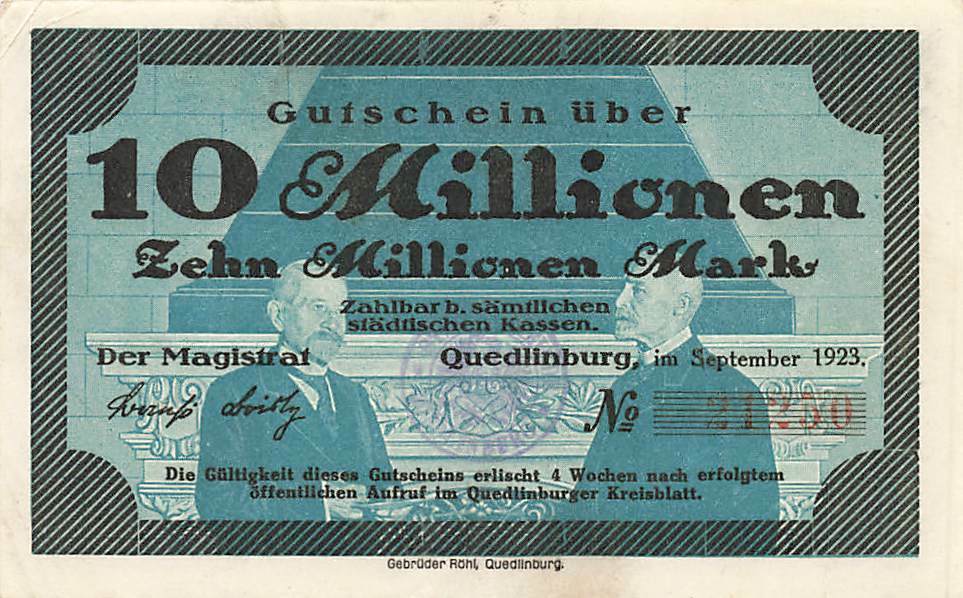 Gutschein über
10 Millionen
Zehn Millionen Mark
Zahlbar b. sämtlichen
städtischen Kassen.
Der Magistrat
Quedlinburg, im September 1923.
No 21250
Die Gültigkeit dieses Gutscheins erlischt 4 Wochen nach erfolgtem
öffentlichen Aufruf im Quedlinburger Kreisblatt.
Gebrüder Röhl, Quedlinburg.